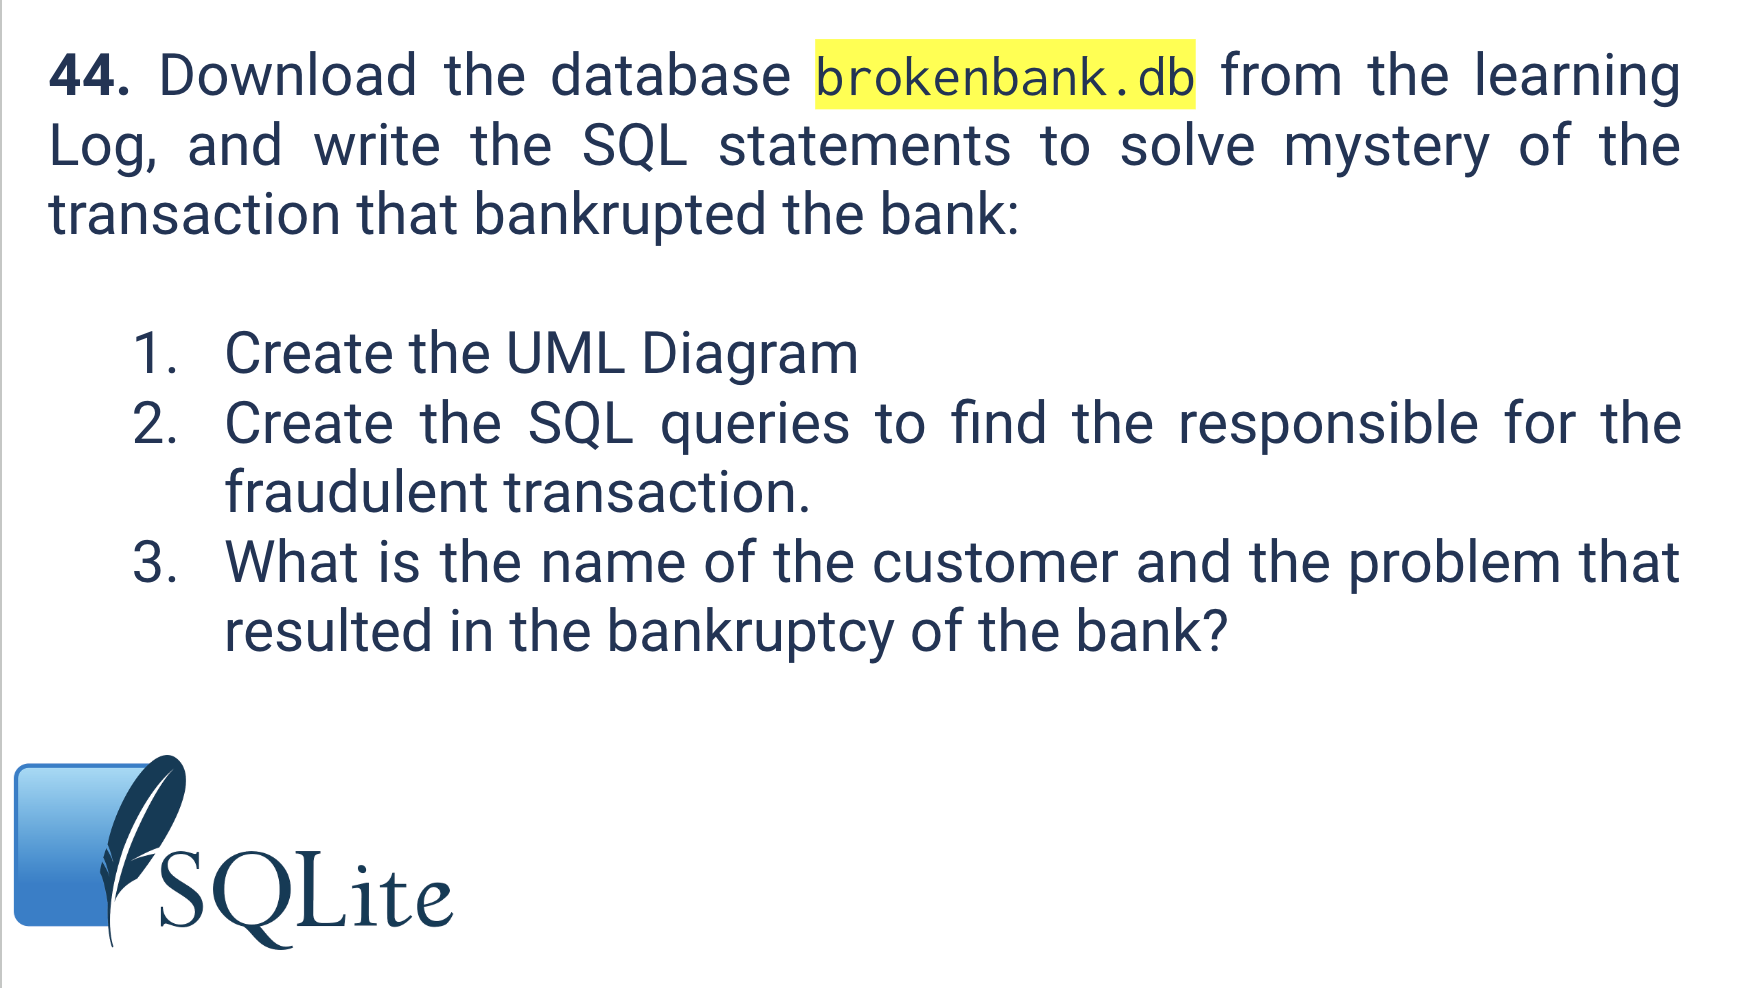 44. Download the database brokenbank.db from the learning
Log, and write the SQL statements to solve mystery of the
transaction that bankrupted the bank:
1. Create the UML Diagram
2. Create the SQL queries to find the responsible for the
fraudulent transaction.
3. What is the name of the customer and the problem that
resulted in the bankruptcy of the bank?
SQLite